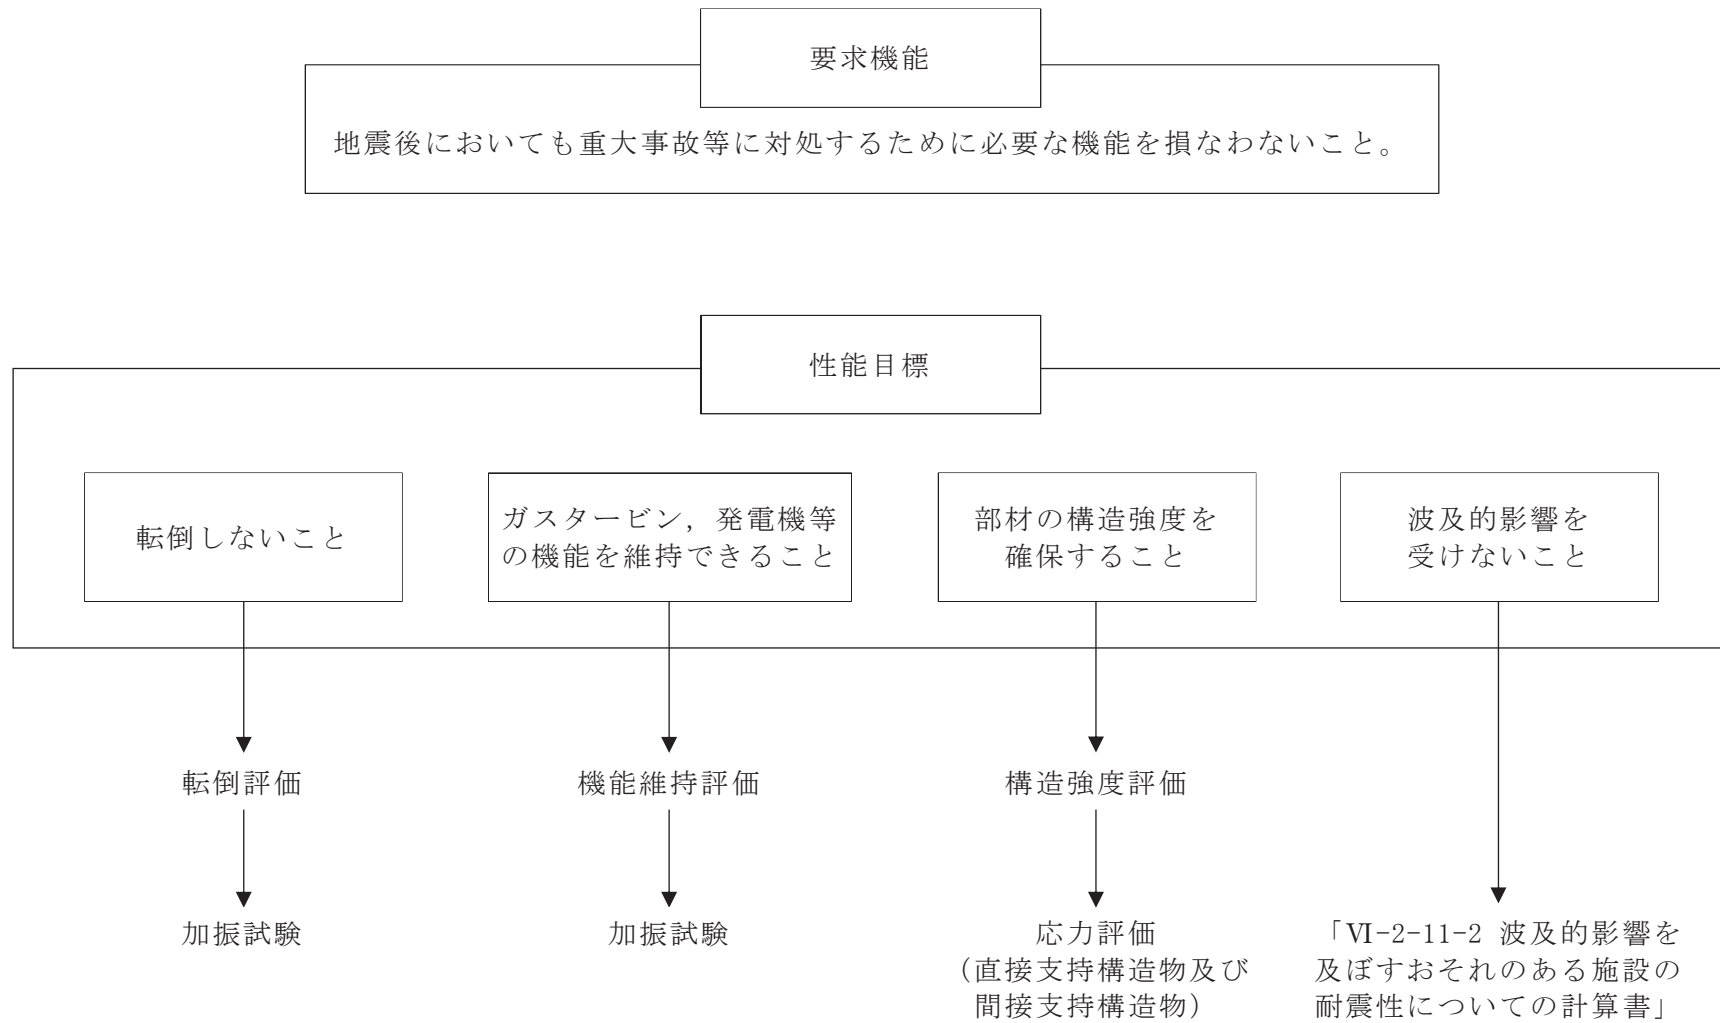 要求機能
地震後においても重大事故等に対処するために必要な機能を損なわないこと。
性能目標
転倒しないこと
ガスタービン，発電機等
の機能を維持できること
部材の構造強度を
確保すること
波及的影響を
受けないこと
転倒評価
機能維持評価
構造強度評価
加振試験
加振試験
応力評価
（直接支持構造物及び
間接支持構造物）
「Ⅵ-2-11-2 波及的影響を
及ぼすおそれのある施設の
耐震性についての計算書」